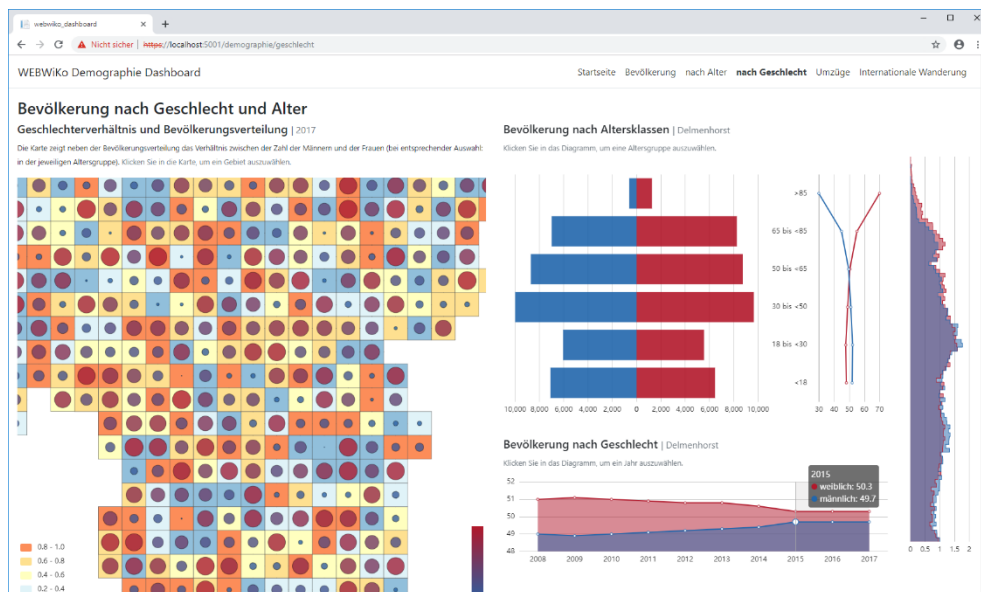 webwiko_dashboard
Nicht sicher | https://localhost:5001/demographie/geschlecht
WEBWiKo Demographie Dashboard
Startseite Bevölkerung nach Alter nach Geschlecht Umzüge Internationale Wanderung
Bevölkerung nach Geschlecht und Alter
Geschlechterverhältnis und Bevölkerungsverteilung | 2017
Die Karte zeigt neben der Bevölkerungsverteilung das Verhältnis zwischen der Zahl der Männern und der Frauen (bei entsprechender Auswahl:
in der jeweiligen Altersgruppe). Klicken Sie in die Karte, um ein Gebiet auszuwählen.
0.8 - 1.0
0.6 - 0.8
0.4 - 0.6
0.2 - 0.4
Bevölkerung nach Altersklassen | Delmenhorst
Klicken Sie in das Diagramm, um eine Altersgruppe auszuwählen.
>85
65 bis <85
50 bis <65
30 bis <50
18 bis <30
<18
10,000 8,000 6,000 4,000 2,000 0 2,000 4,000 6,000 8,000 10,000
30 40 50 60 70
Bevölkerung nach Geschlecht | Delmenhorst
Klicken Sie in das Diagramm, um ein Jahr auszuwählen.
2015
weiblich: 50.3
männlich: 49.7
52
51
50
49
48
2008 2009 2010 2011 2012 2013 2014 2015 2016 2017
0 0.5 1 1.5 2